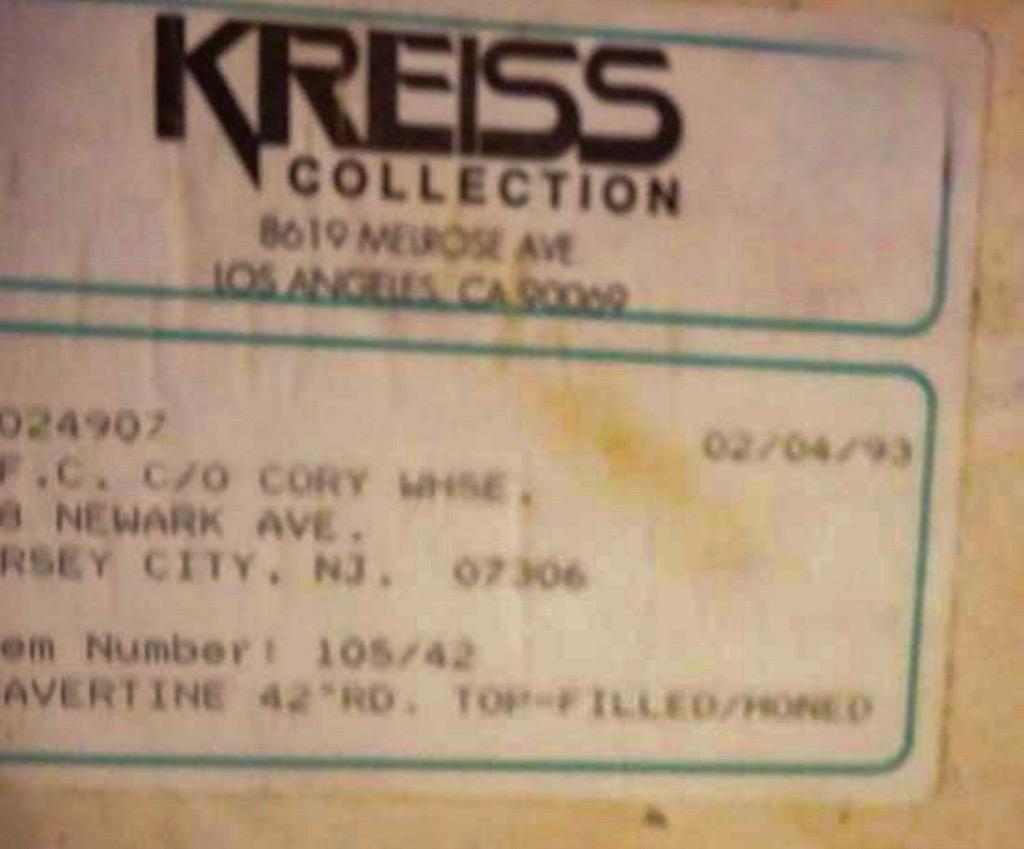 KREISS
COLLECTION
8619 MELROSE AVE
LOS ANGELES, CA 90069
024907
02/04/93
F.C. C/O CORY WHSE.
8 NEWARK AVE.
RSEY CITY, NJ. 07306
em Number: 105/42
AVERTINE 42"RD. TOP-FILLED/HONED